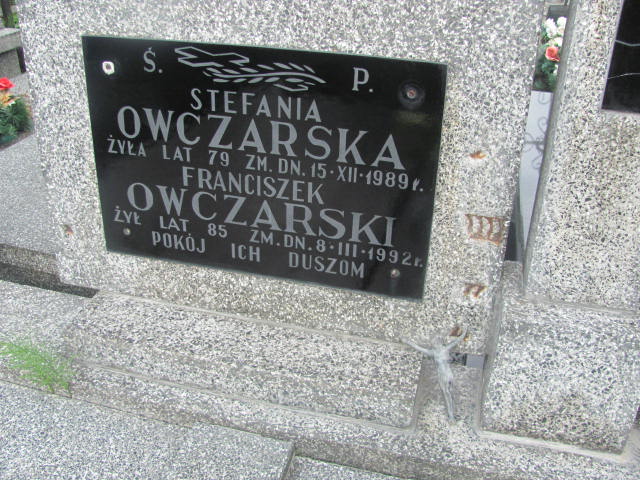 Ś. P.
STEFANIA
OWCZARSKA
ŻYŁA LAT 79 ZM. DN. 15-XII-1989 r.
FRANCISZEK
OWCZARSKI
ŻYŁ LAT 85 ZM. DN. 8-III-1992 r.
POKÓJ ICH DUSZOM